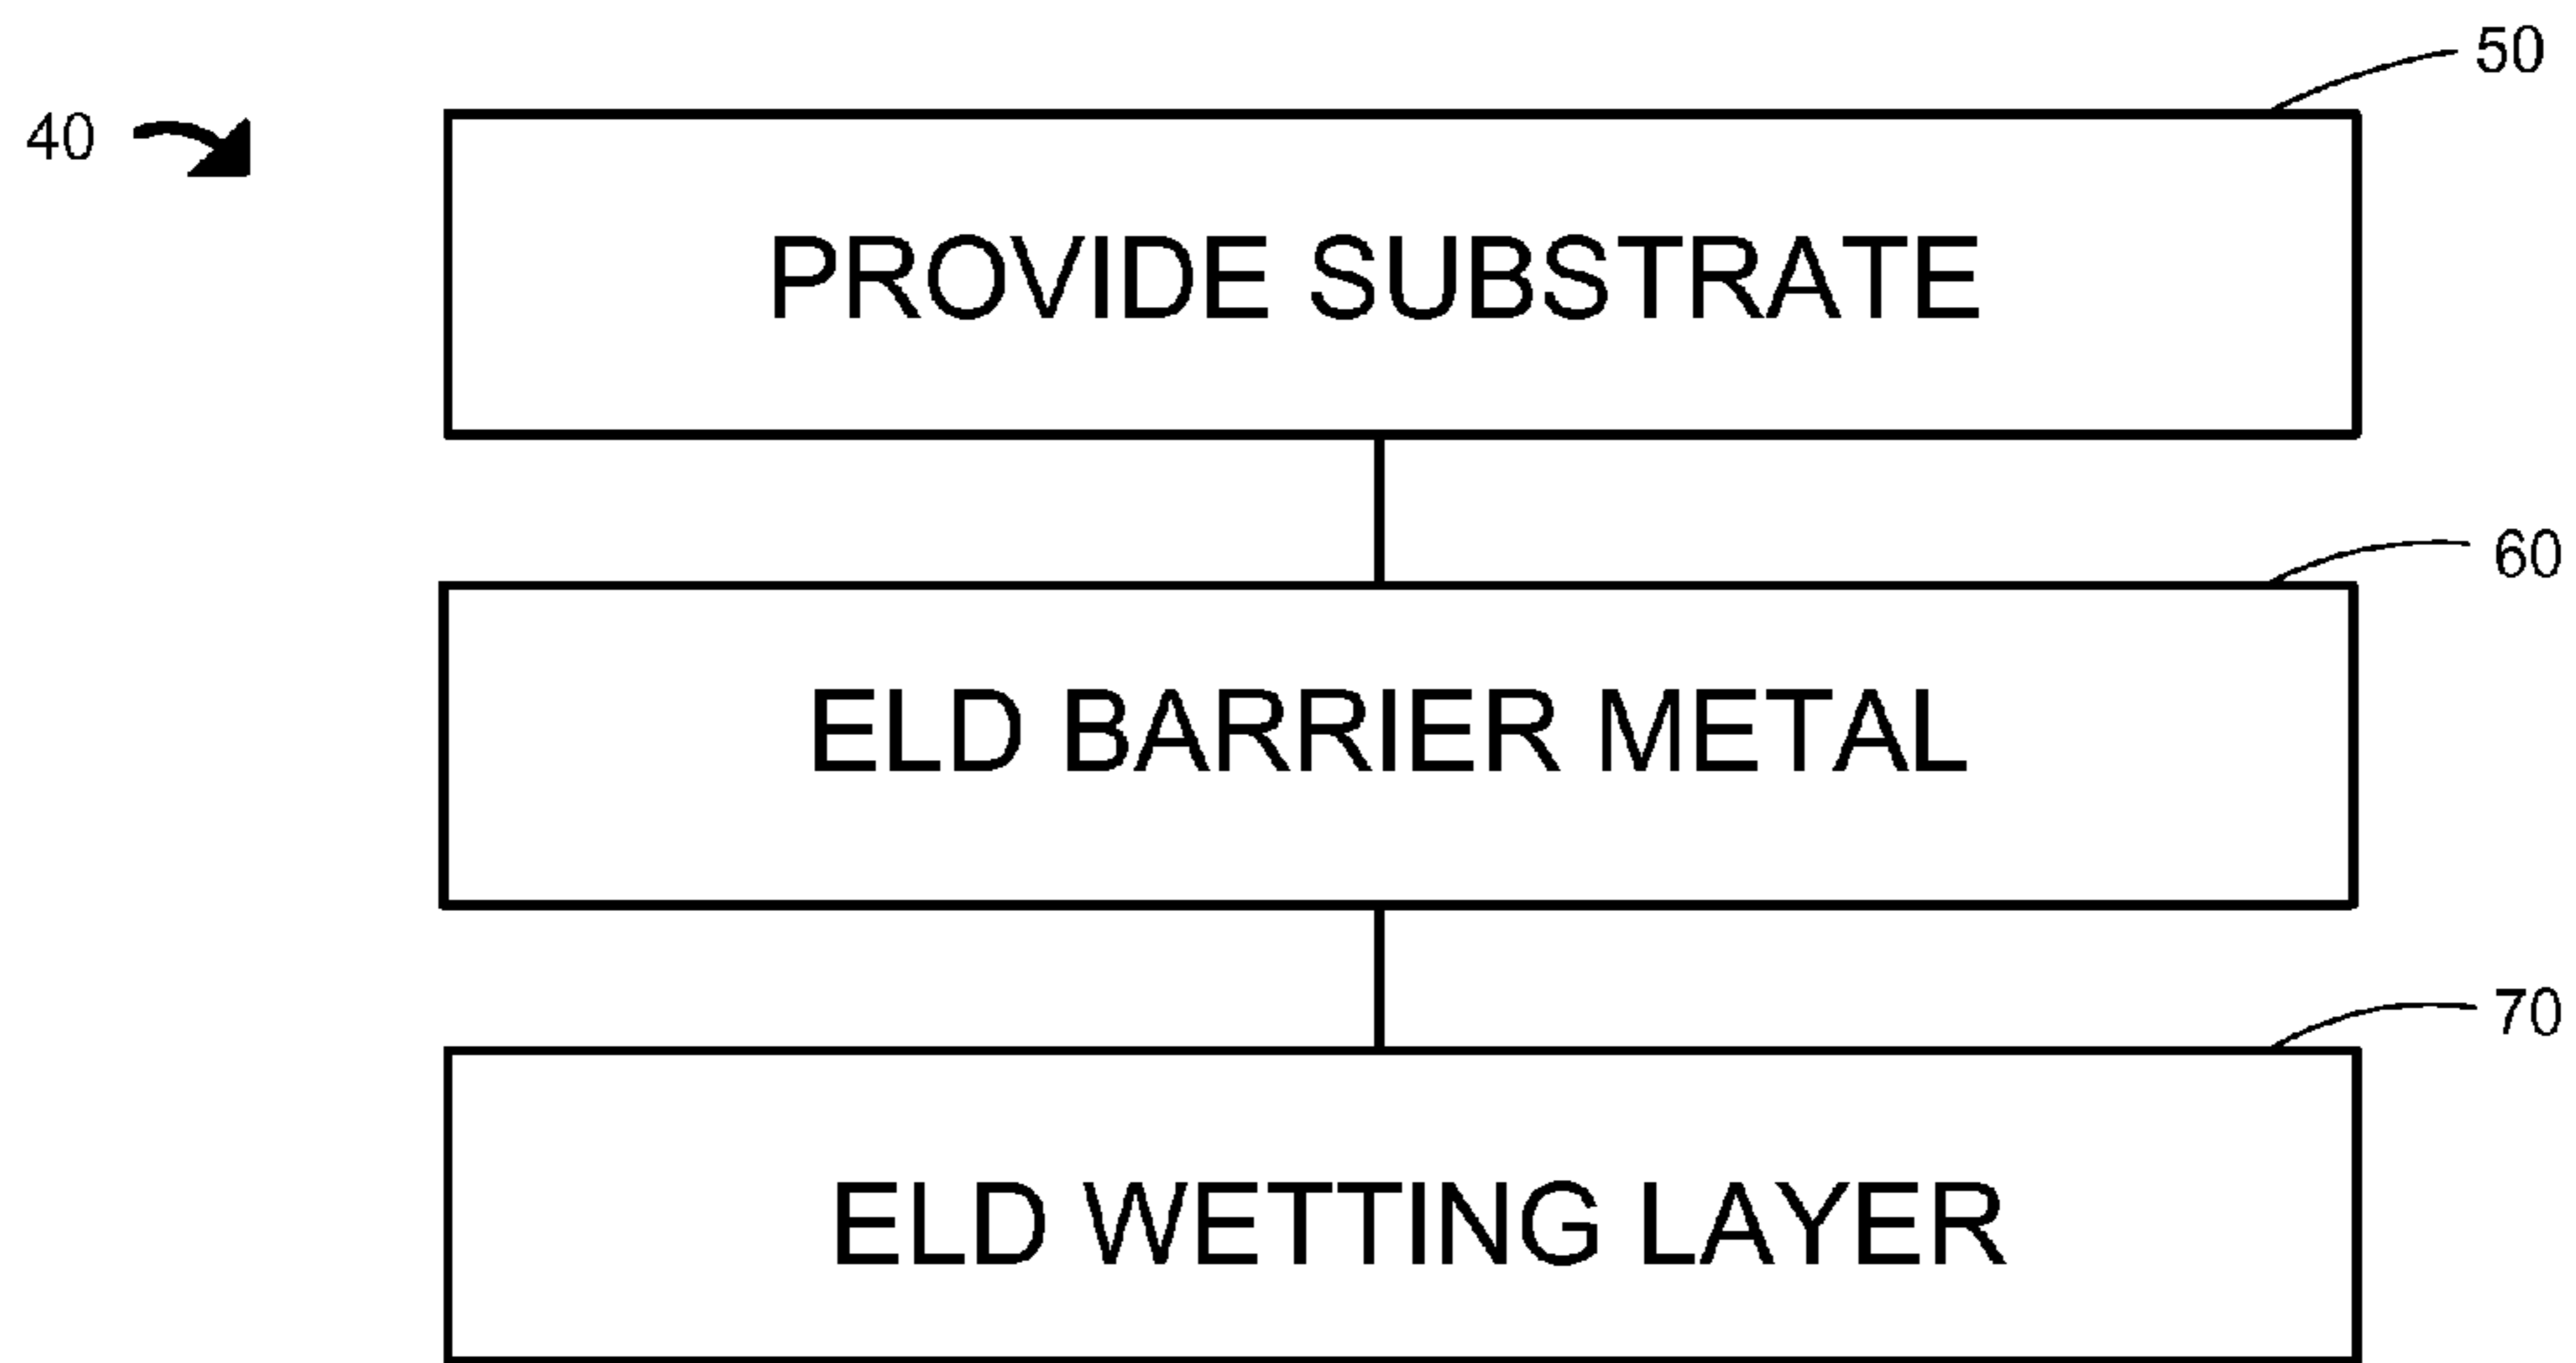 50
40
PROVIDE SUBSTRATE
60
ELD BARRIER METAL
70
ELD WETTING LAYER